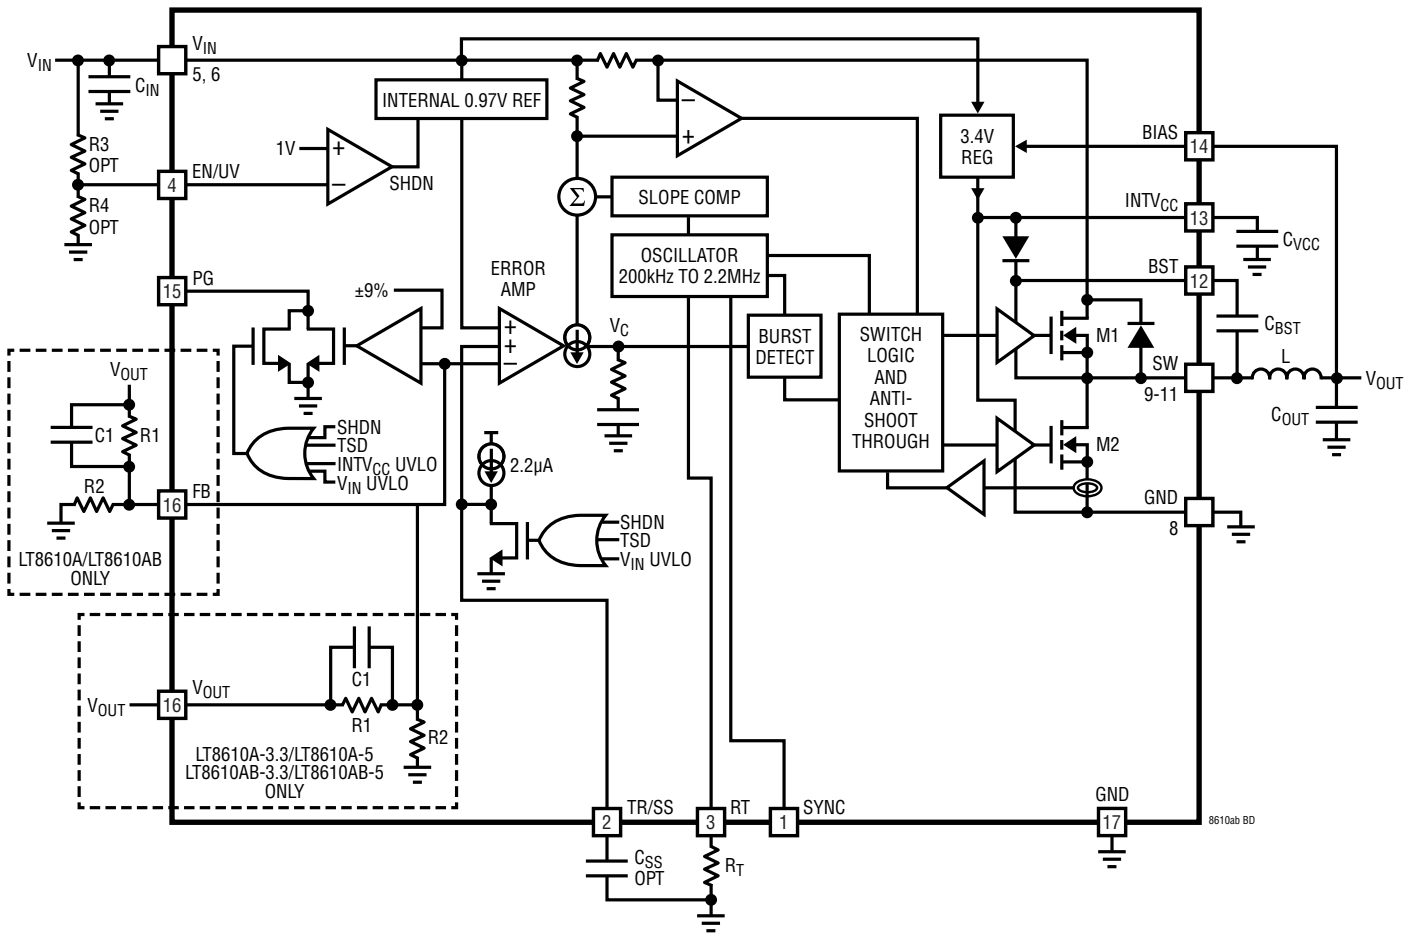 VIN
VIN
5, 6
CIN
INTERNAL 0.97V REF
R3
OPT
1V
+
–
SHDN
4
EN/UV
R4
OPT
–
+
3.4V
REG
BIAS
14
Σ
SLOPE COMP
INTVCC
13
CVCC
OSCILLATOR
200kHz TO 2.2MHz
BST
12
CBST
15
PG
±9%
ERROR
AMP
+
+
–
VC
BURST
DETECT
SWITCH
LOGIC
AND
ANTI-
SHOOT
THROUGH
M1
SW
9-11
L
VOUT
COUT
M2
GND
8
VOUT
C1
R1
R2
16
FB
LT8610A/LT8610AB
ONLY
SHDN
TSD
INTVCC UVLO
VIN UVLO
2.2µA
SHDN
TSD
VIN UVLO
VOUT
16
VOUT
C1
R1
R2
LT8610A-3.3/LT8610A-5
LT8610AB-3.3/LT8610AB-5
ONLY
2
TR/SS
3
RT
1
SYNC
GND
17
8610ab BD
CSS
OPT
RT